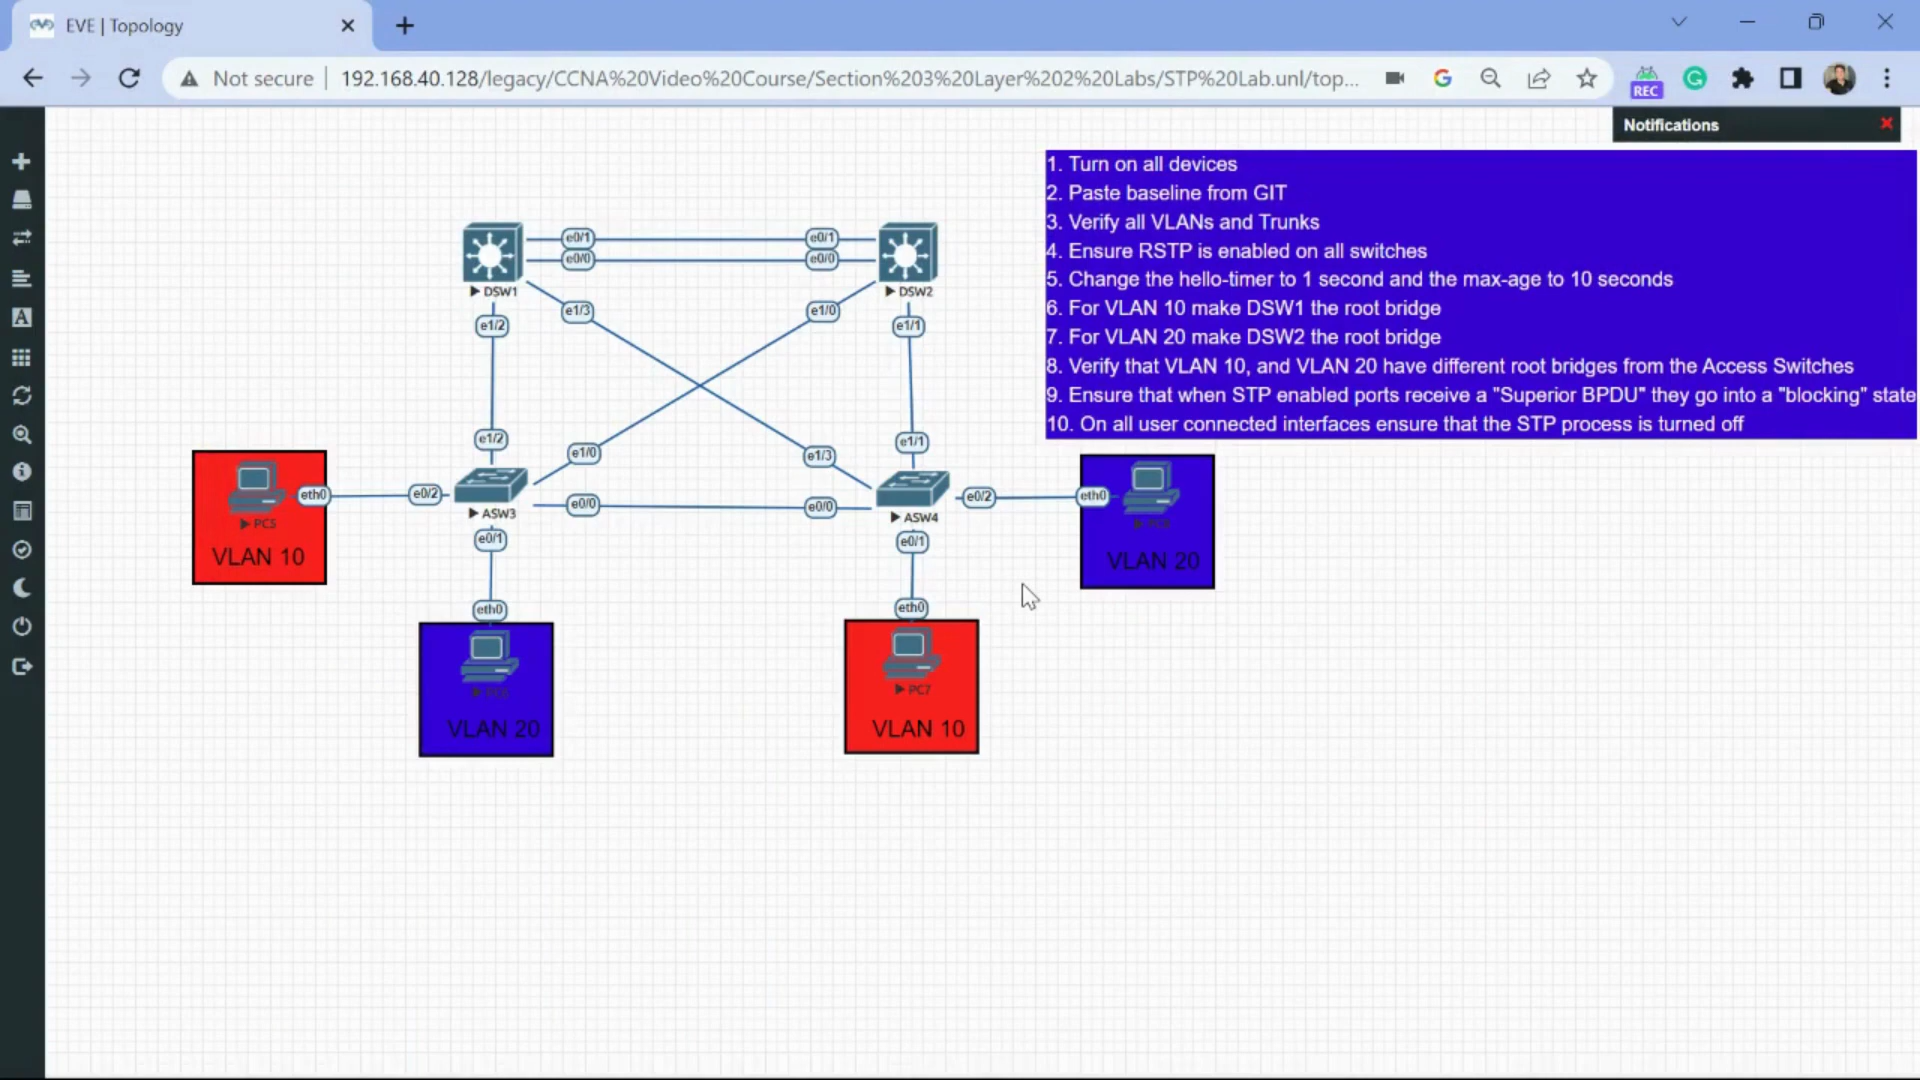 EVE | Topology
Not secure
192.168.40.128/legacy/CCNA%20Video%20Course/Section%203%20Layer%202%20Labs/STP%20Lab.unl/top...
REC
Notifications
1. Turn on all devices
2. Paste baseline from GIT
3. Verify all VLANs and Trunks
4. Ensure RSTP is enabled on all switches
5. Change the hello-timer to 1 second and the max-age to 10 seconds
6. For VLAN 10 make DSW1 the root bridge
7. For VLAN 20 make DSW2 the root bridge
8. Verify that VLAN 10, and VLAN 20 have different root bridges from the Access Switches
9. Ensure that when STP enabled ports receive a "Superior BPDU" they go into a "blocking" state
10. On all user connected interfaces ensure that the STP process is turned off
e0/1 e0/1
e0/0 e0/0
DSW1 DSW2
e1/3 e1/0
e1/2 e1/1
e1/2 e1/1
e1/0 e1/3
eth0 e0/2 e0/2 eth0
e0/0 e0/0
PC5 ASW3 ASW4
VLAN 10 VLAN 20
e0/1 e0/1
eth0 eth0
PC7
VLAN 20 VLAN 10